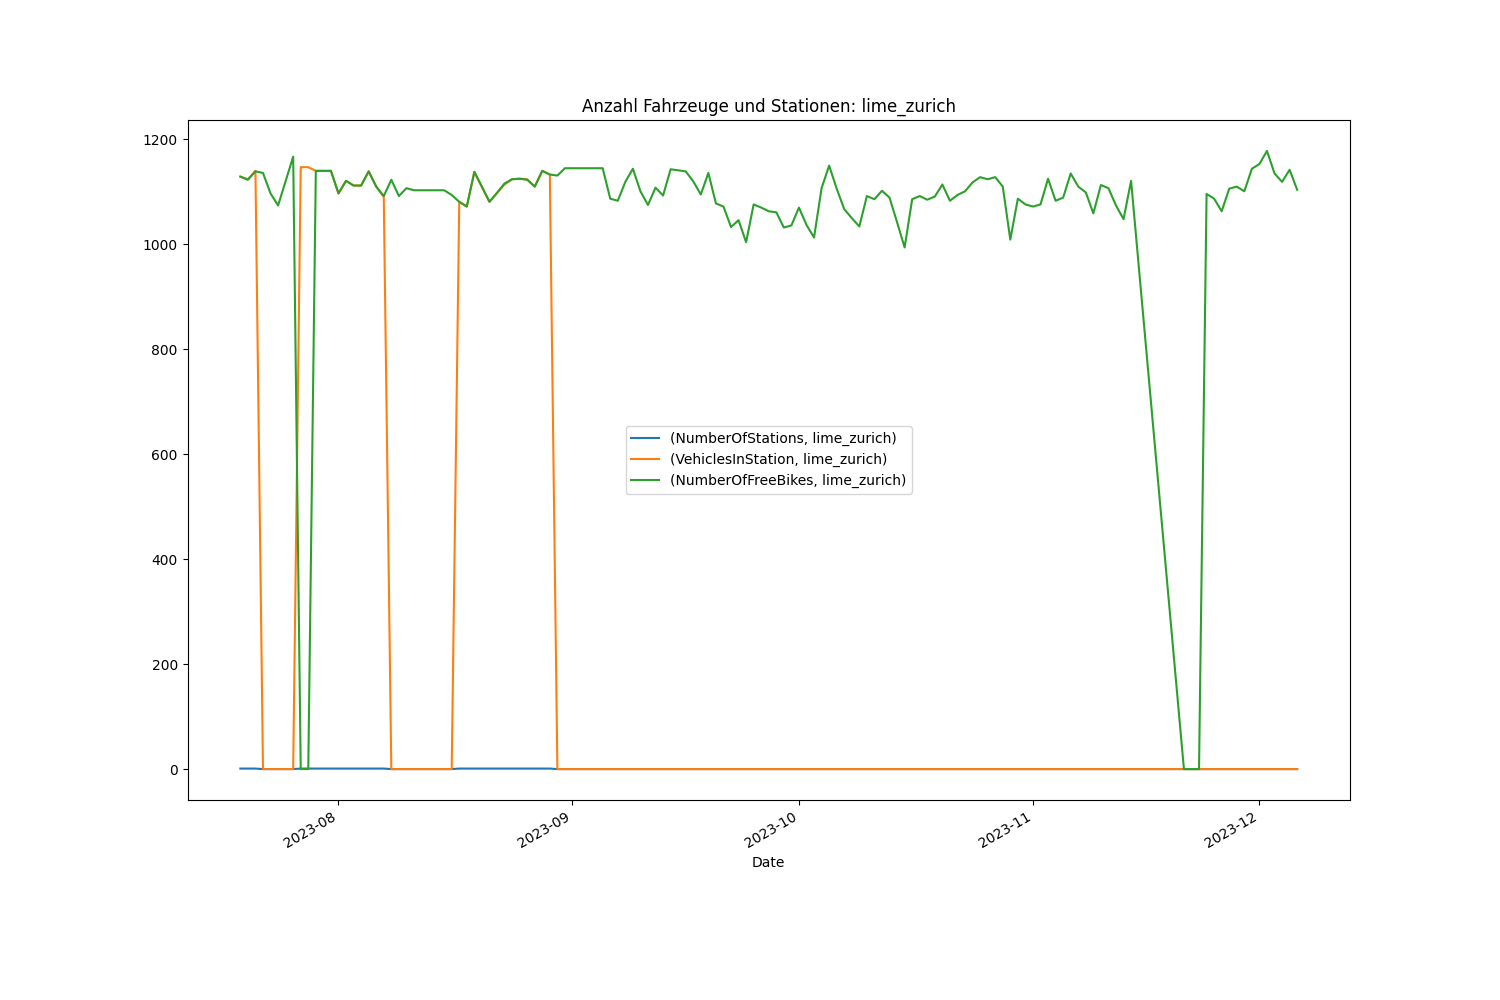 Anzahl Fahrzeuge und Stationen: lime_zurich
1200
1000
800
600
400
200
0
(NumberOfStations, lime_zurich)
(VehiclesInStation, lime_zurich)
(NumberOfFreeBikes, lime_zurich)
2023-08
2023-09
2023-10
2023-11
2023-12
Date